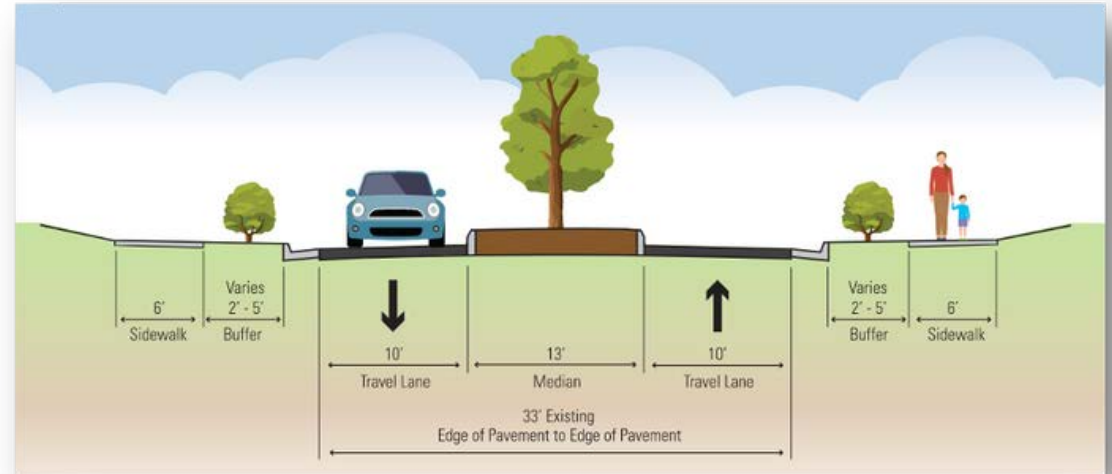 6'
Sidewalk
Varies
2' - 5'
Buffer
10'
Travel Lane
13'
Median
10'
Travel Lane
Varies
2' - 5'
Buffer
6'
Sidewalk
33' Existing
Edge of Pavement to Edge of Pavement